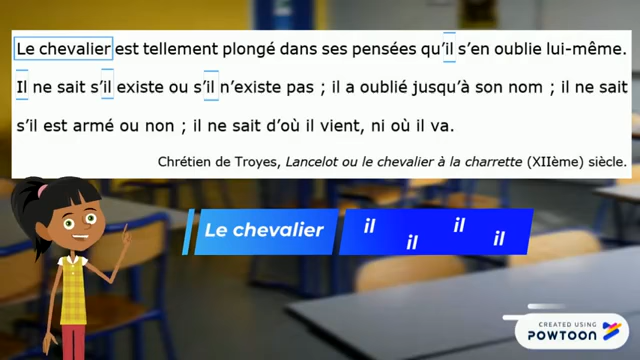 Le chevalier est tellement plongé dans ses pensées qu'il s'en oublie lui-même.
Il ne sait s'il existe ou s'il n'existe pas ; il a oublié jusqu'à son nom ; il ne sait
s'il est armé ou non ; il ne sait d'où il vient, ni où il va.
Chrétien de Troyes, Lancelot ou le chevalier à la charrette (XIIème) siècle.
Le chevalier il il il il
CREATED USING
POWTOON